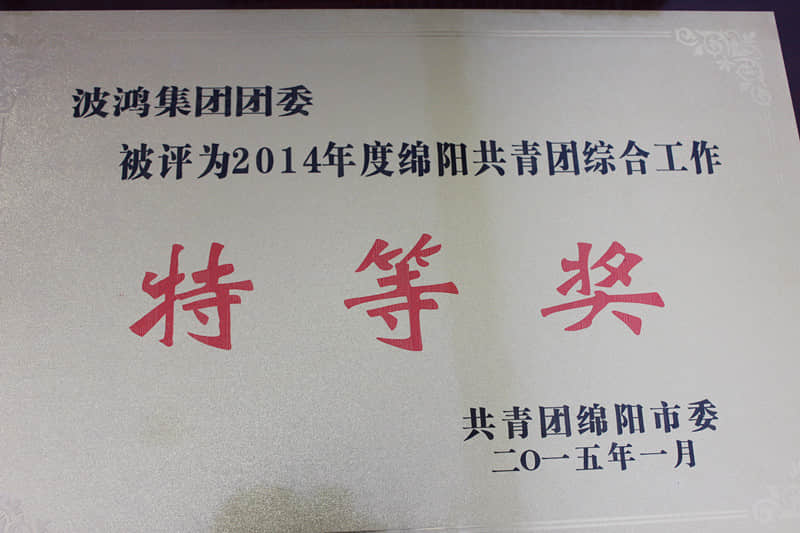 波鸿集团团委
被评为2014年度绵阳共青团综合工作
特等奖
共青团绵阳市委
二〇一五年一月